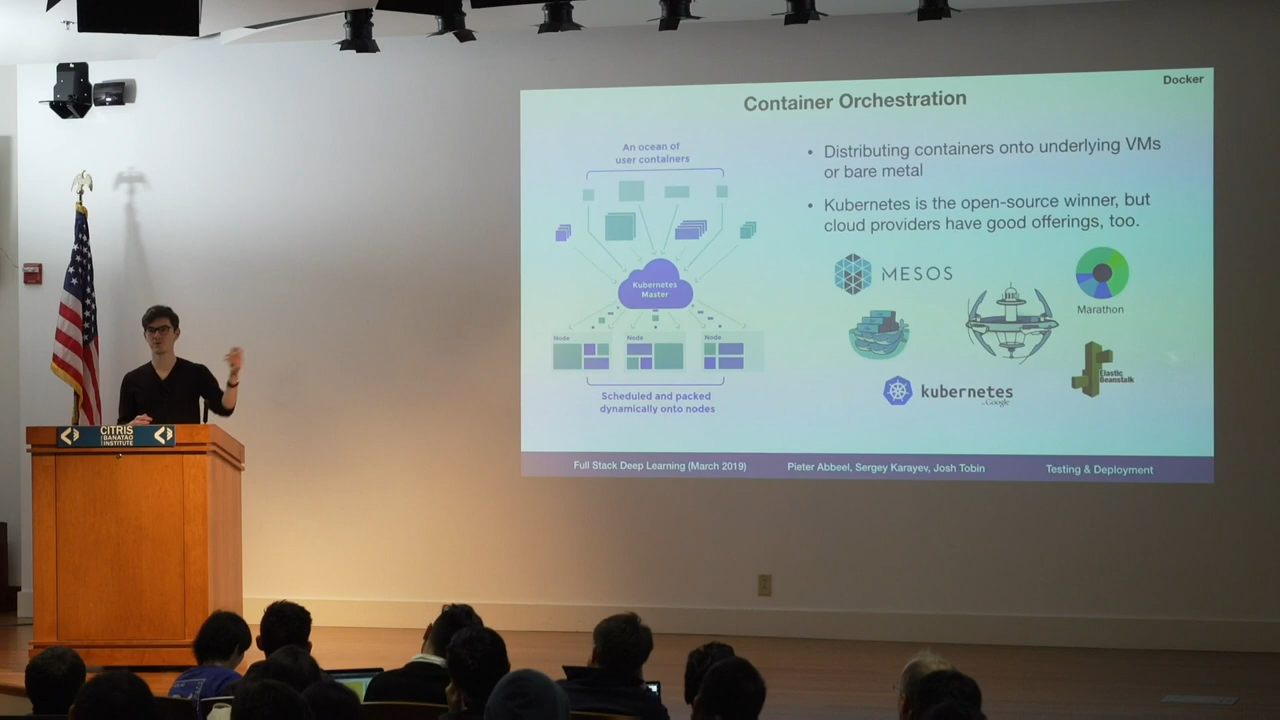 Docker
Container Orchestration
An ocean of
user containers
Kubernetes
Master
Node
Node
Node
Scheduled and packed
dynamically onto nodes
• Distributing containers onto underlying VMs
or bare metal
• Kubernetes is the open-source winner, but
cloud providers have good offerings, too.
MESOS
Marathon
Elastic
Beanstalk
kubernetes
by Google
Full Stack Deep Learning (March 2019)
Pieter Abbeel, Sergey Karayev, Josh Tobin
Testing & Deployment
CITRIS
BANATAO
INSTITUTE